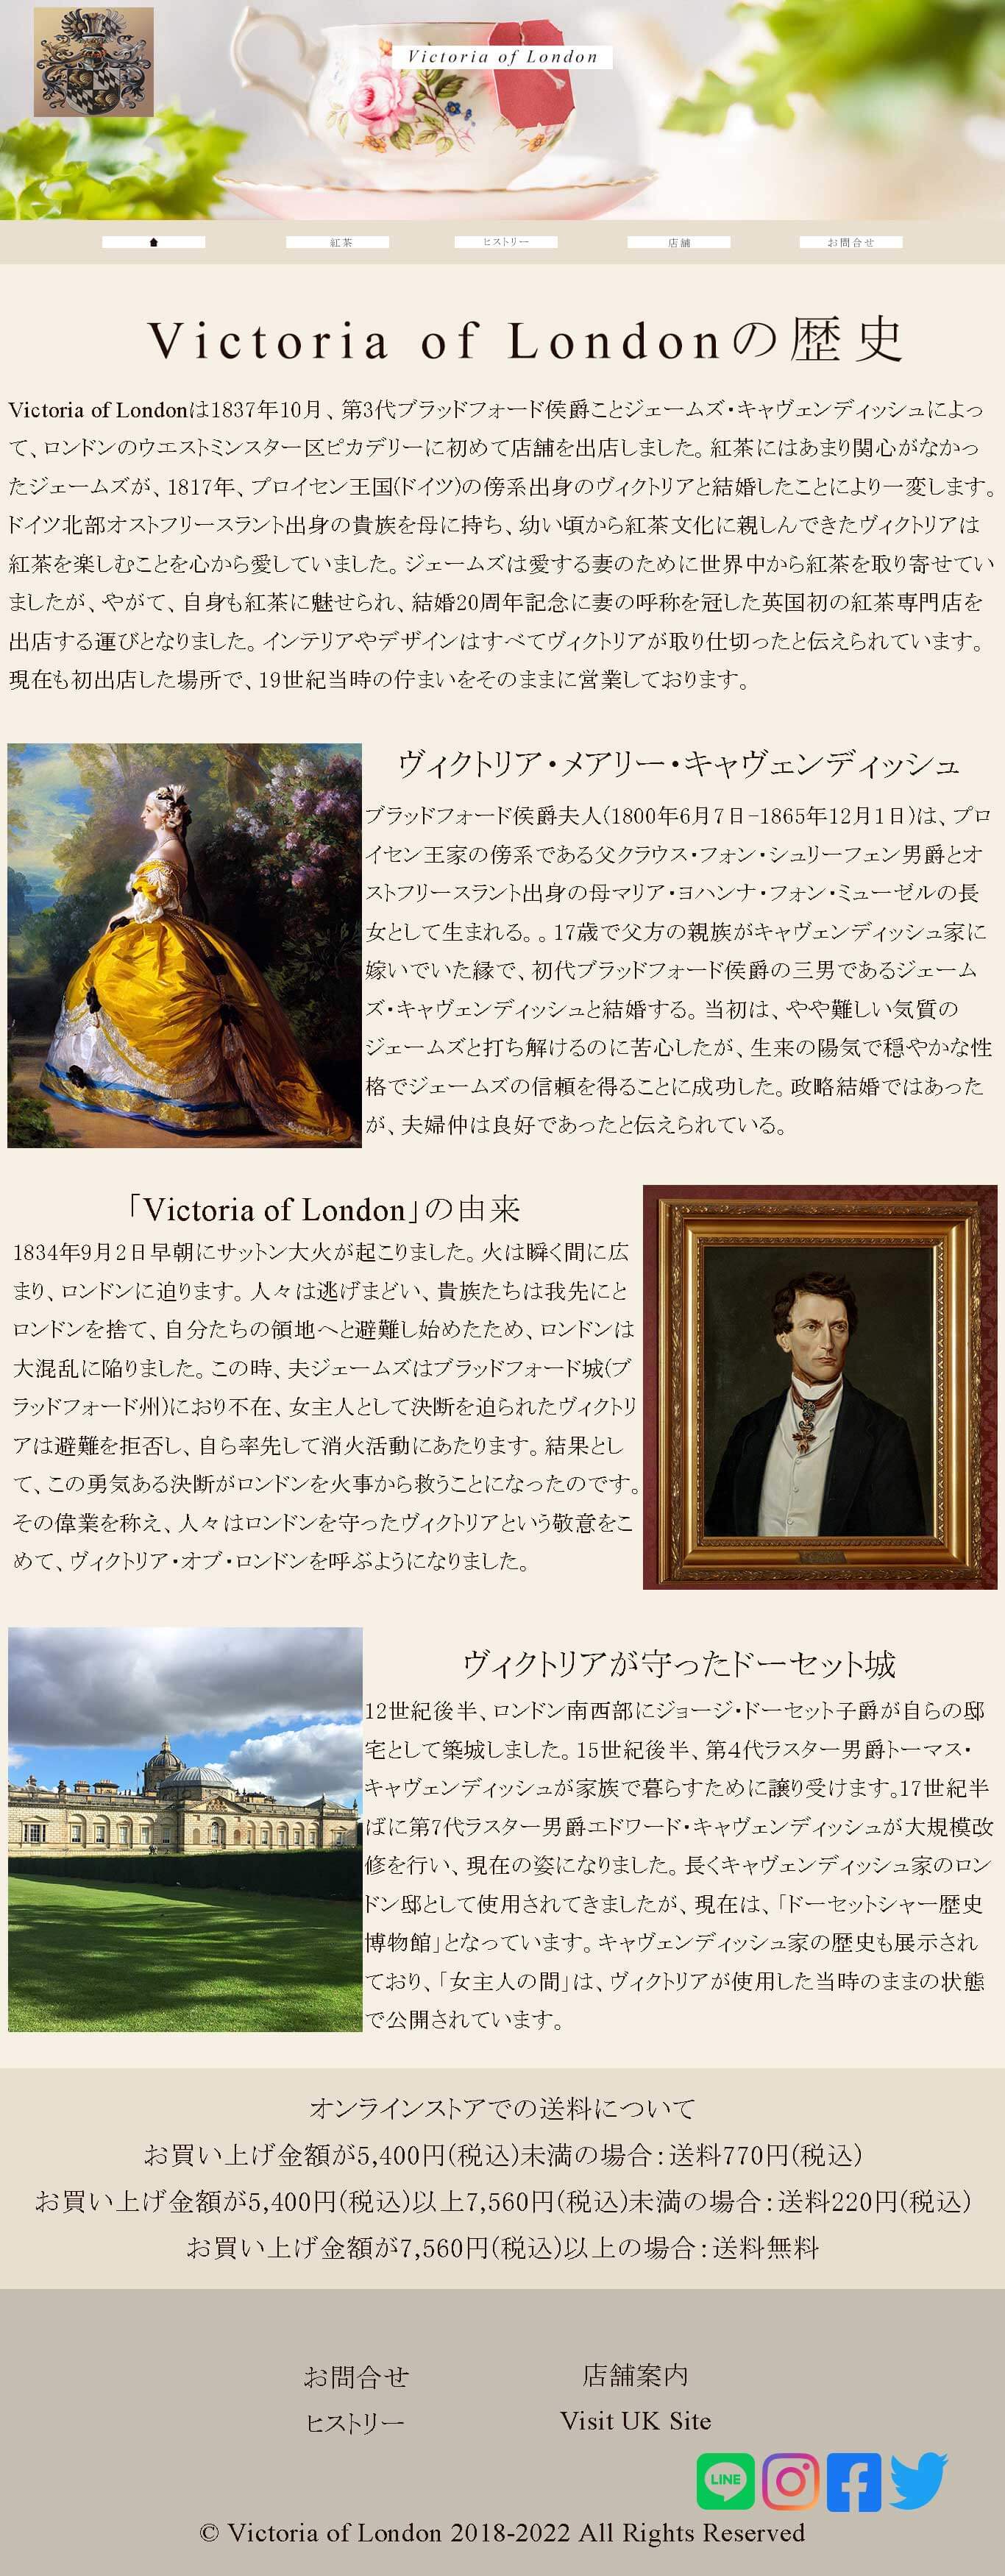 Victoria of London
紅茶
ヒストリー
店舗
お問合せ
Victoria of Londonの歴史
Victoria of Londonは1837年10月、第3代ブラッドフォード侯爵ことジェームズ・キャヴェンディッシュによっ
て、ロンドンのウエストミンスター区ピカデリーに初めて店舗を出店しました。紅茶にはあまり関心がなかっ
たジェームズが、1817年、プロイセン王国(ドイツ)の傍系出身のヴィクトリアと結婚したことにより一変します。
ドイツ北部オストフリースラント出身の貴族を母に持ち、幼い頃から紅茶文化に親しんできたヴィクトリアは
紅茶を楽しむことを心から愛していました。ジェームズは愛する妻のために世界中から紅茶を取り寄せてい
ましたが、やがて、自身も紅茶に魅せられ、結婚20周年記念に妻の呼称を冠した英国初の紅茶専門店を
出店する運びとなりました。インテリアやデザインはすべてヴィクトリアが取り仕切ったと伝えられています。
現在も初出店した場所で、19世紀当時の佇まいをそのままに営業しております。
ヴィクトリア・メアリー・キャヴェンディッシュ
ブラッドフォード侯爵夫人(1800年6月7日-1865年12月1日)は、プロ
イセン王家の傍系である父クラウス・フォン・シュリーフェン男爵とオ
ストフリースラント出身の母マリア・ヨハンナ・フォン・ミューゼルの長
女として生まれる。。17歳で父方の親族がキャヴェンディッシュ家に
嫁いでいた縁で、初代ブラッドフォード侯爵の三男であるジェーム
ズ・キャヴェンディッシュと結婚する。当初は、やや難しい気質の
ジェームズと打ち解けるのに苦心したが、生来の陽気で穏やかな性
格でジェームズの信頼を得ることに成功した。政略結婚ではあった
が、夫婦仲は良好であったと伝えられている。
「Victoria of London」の由来
1834年9月2日早朝にサットン大火が起こりました。火は瞬く間に広
まり、ロンドンに迫ります。人々は逃げまどい、貴族たちは我先にと
ロンドンを捨て、自分たちの領地へと避難し始めたため、ロンドンは
大混乱に陥りました。この時、夫ジェームズはブラッドフォード城(ブ
ラッドフォード州)におり不在、女主人として決断を迫られたヴィクトリ
アは避難を拒否し、自ら率先して消火活動にあたります。結果とし
て、この勇気ある決断がロンドンを火事から救うことになったのです。
その偉業を称え、人々はロンドンを守ったヴィクトリアという敬意をこ
めて、ヴィクトリア・オブ・ロンドンを呼ぶようになりました。
ヴィクトリアが守ったドーセット城
12世紀後半、ロンドン南西部にジョージ・ドーセット子爵が自らの邸
宅として築城しました。15世紀後半、第4代ラスター男爵トーマス・
キャヴェンディッシュが家族で暮らすために譲り受けます。17世紀半
ばに第7代ラスター男爵エドワード・キャヴェンディッシュが大規模改
修を行い、現在の姿になりました。長くキャヴェンディッシュ家のロン
ドン邸として使用されてきましたが、現在は、「ドーセットシャー歴史
博物館」となっています。キャヴェンディッシュ家の歴史も展示され
ており、「女主人の間」は、ヴィクトリアが使用した当時のままの状態
で公開されています。
オンラインストアでの送料について
お買い上げ金額が5,400円(税込)未満の場合：送料770円(税込)
お買い上げ金額が5,400円(税込)以上7,560円(税込)未満の場合：送料220円(税込)
お買い上げ金額が7,560円(税込)以上の場合：送料無料
お問合せ
店舗案内
ヒストリー
Visit UK Site
LINE
© Victoria of London 2018-2022 All Rights Reserved